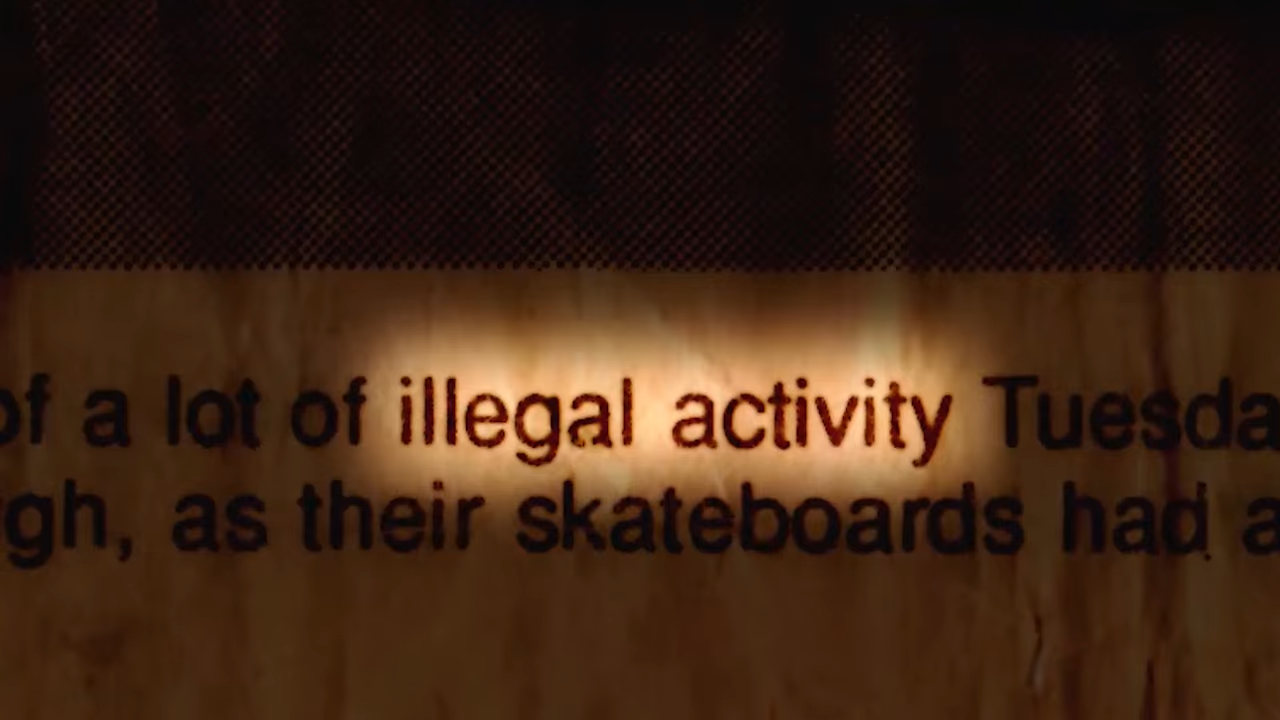 of a lot of illegal activity Tuesda
gh, as their skateboards had a